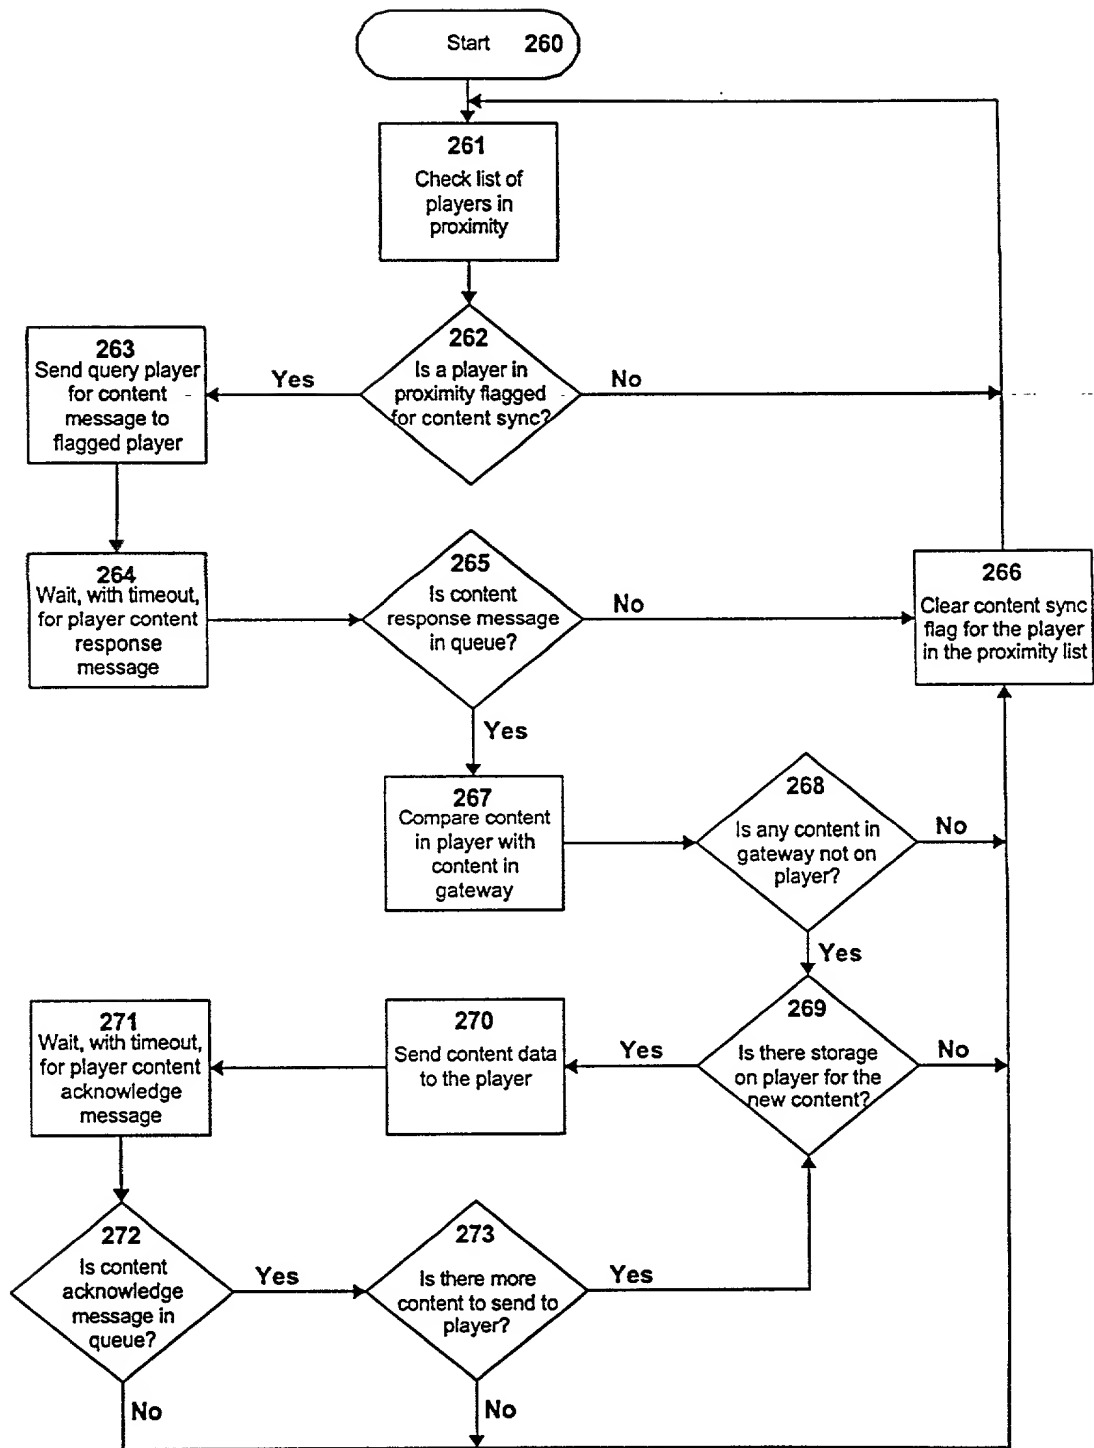 Start 260
261
Check list of
players in
proximity
262
Is a player in
proximity flagged
for content sync?
Yes
No
263
Send query player
for content
message to
flagged player
264
Wait, with timeout,
for player content
response
message
265
Is content
response message
in queue?
No
Yes
266
Clear content sync
flag for the player
in the proximity list
267
Compare content
in player with
content in
gateway
268
Is any content in
gateway not on
player?
No
Yes
269
Is there storage
on player for the
new content?
Yes
No
270
Send content data
to the player
271
Wait, with timeout,
for player content
acknowledge
message
272
Is content
acknowledge
message in
queue?
Yes
No
273
Is there more
content to send to
player?
Yes
No